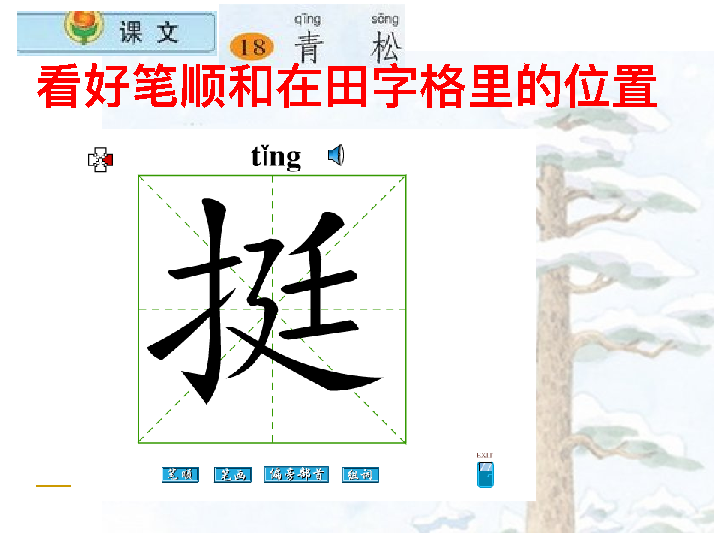 课 文
qīng sōng
18 青 松
看好笔顺和在田字格里的位置
tǐng
挺
笔顺 笔画 偏旁部首 组词
EXIT